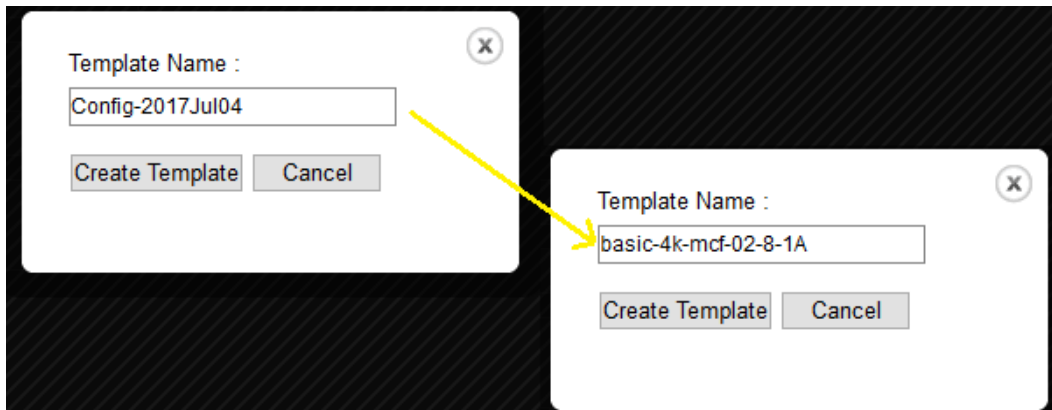 Template Name :
Config-2017Jul04
Create Template Cancel
Template Name :
basic-4k-mcf-02-8-1A
Create Template Cancel